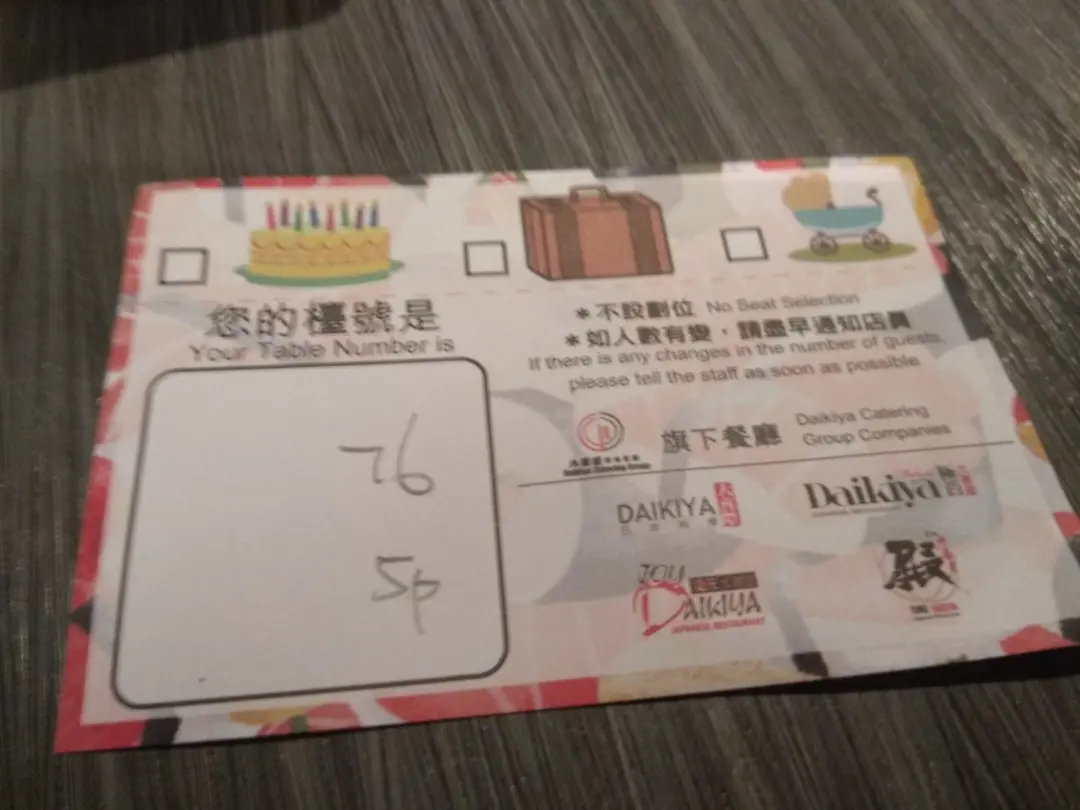 您的檯號是
Your Table Number is
76
5p
*不設劃位 No Seat Selection
*如人數有變，請盡早通知店員
If there is any changes in the number of guests,
please tell the staff as soon as possible
旗下餐廳 Daikiya Catering
Group Companies
DAIKIYA
Daikiya
JOY
DAIKIYA
JAPANESE RESTAURANT
殿